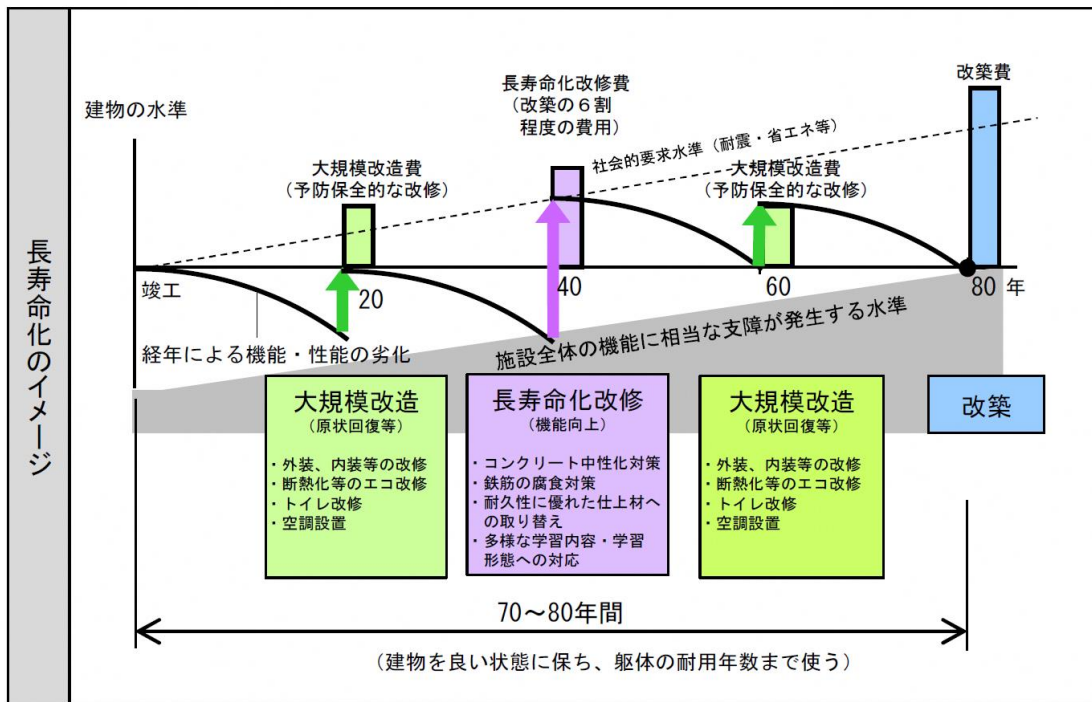 長寿命化のイメージ
建物の水準
長寿命化改修費
（改築の６割
程度の費用）
改築費
社会的要求水準（耐震・省エネ等）
大規模改造費
（予防保全的な改修）
大規模改造費
（予防保全的な改修）
竣工
20
40
60
80 年
経年による機能・性能の劣化
施設全体の機能に相当な支障が発生する水準
大規模改造
（原状回復等）
・外装、内装等の改修
・断熱化等のエコ改修
・トイレ改修
・空調設置
長寿命化改修
（機能向上）
・コンクリート中性化対策
・鉄筋の腐食対策
・耐久性に優れた仕上材へ
の取り替え
・多様な学習内容・学習
形態への対応
大規模改造
（原状回復等）
・外装、内装等の改修
・断熱化等のエコ改修
・トイレ改修
・空調設置
改築
70～80年間
（建物を良い状態に保ち、躯体の耐用年数まで使う）